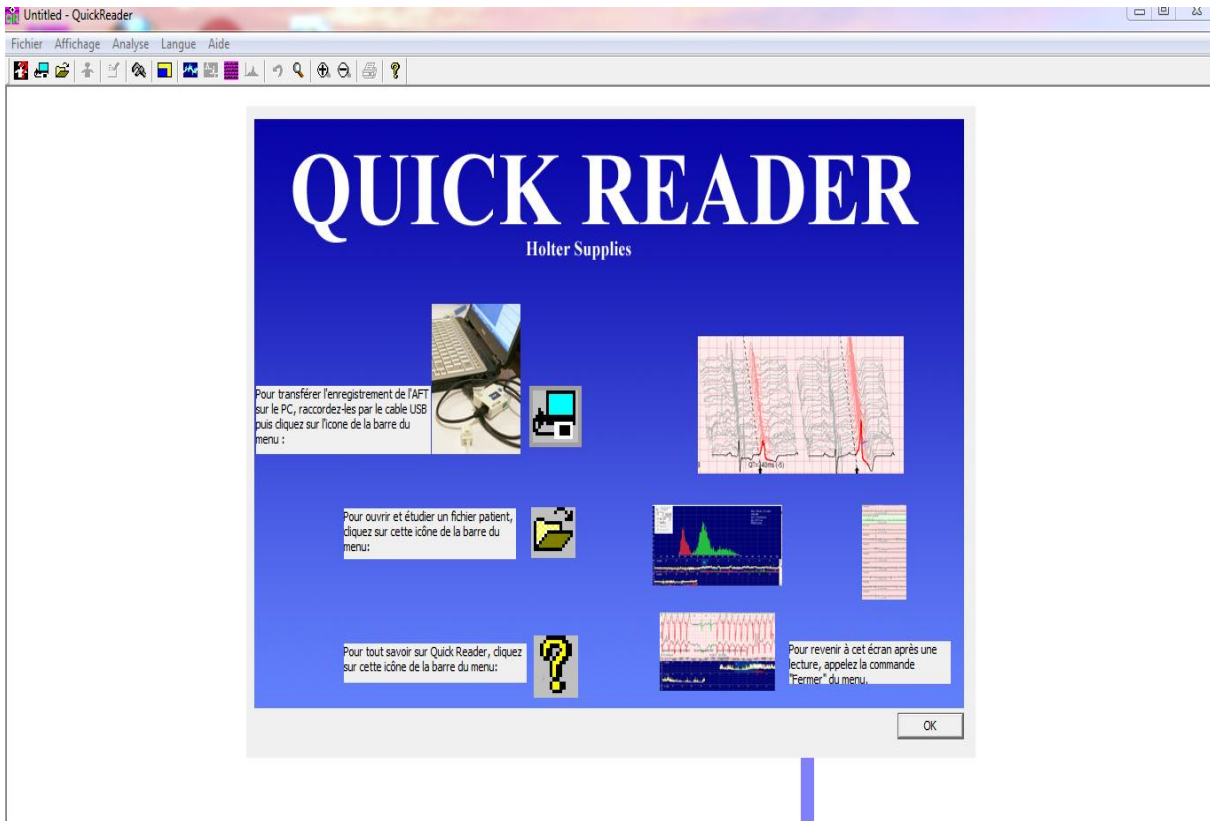 Untitled - QuickReader
Fichier Affichage Analyse Langue Aide
QUICK READER
Holter Supplies
Pour transférer l'enregistrement de l'AFT
sur le PC, raccordez-les par le cable USB
puis cliquez sur l'icone de la barre du
menu :
Pour ouvrir et étudier un fichier patient,
cliquez sur cette icône de la barre du
menu:
Pour tout savoir sur Quick Reader, cliquez
sur cette icône de la barre du menu:
Pour revenir à cet écran après une
lecture, appelez la commande
"Fermer" du menu.
OK